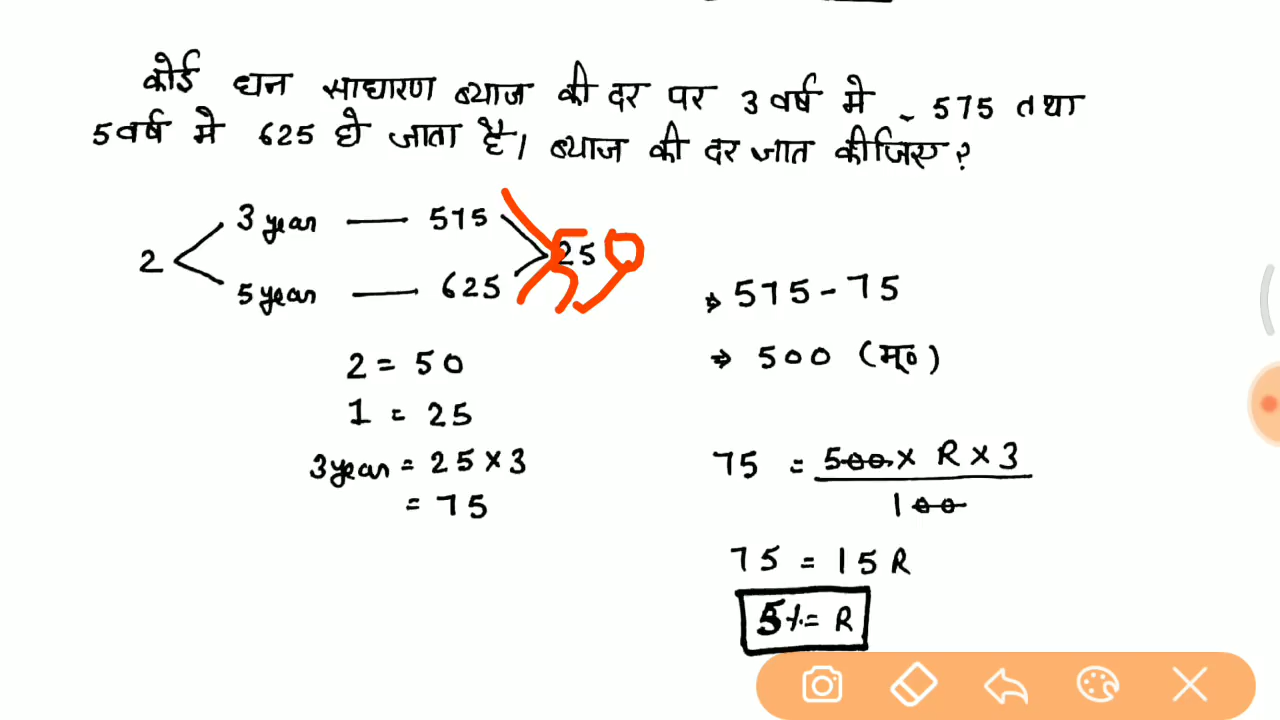 कोई धन साधारण ब्याज की दर पर 3 वर्ष मे 575 तथा
5 वर्ष मे 625 हो जाता है। ब्याज की दर ज्ञात कीजिए?
3 year — 575
2 < 25 50
5 year — 625
2 = 50
1 = 25
3 year = 25 × 3
= 75
⇒ 575 - 75
⇒ 500 (मू०)
75 = 500 × R × 3
100
75 = 15 R
5% = R